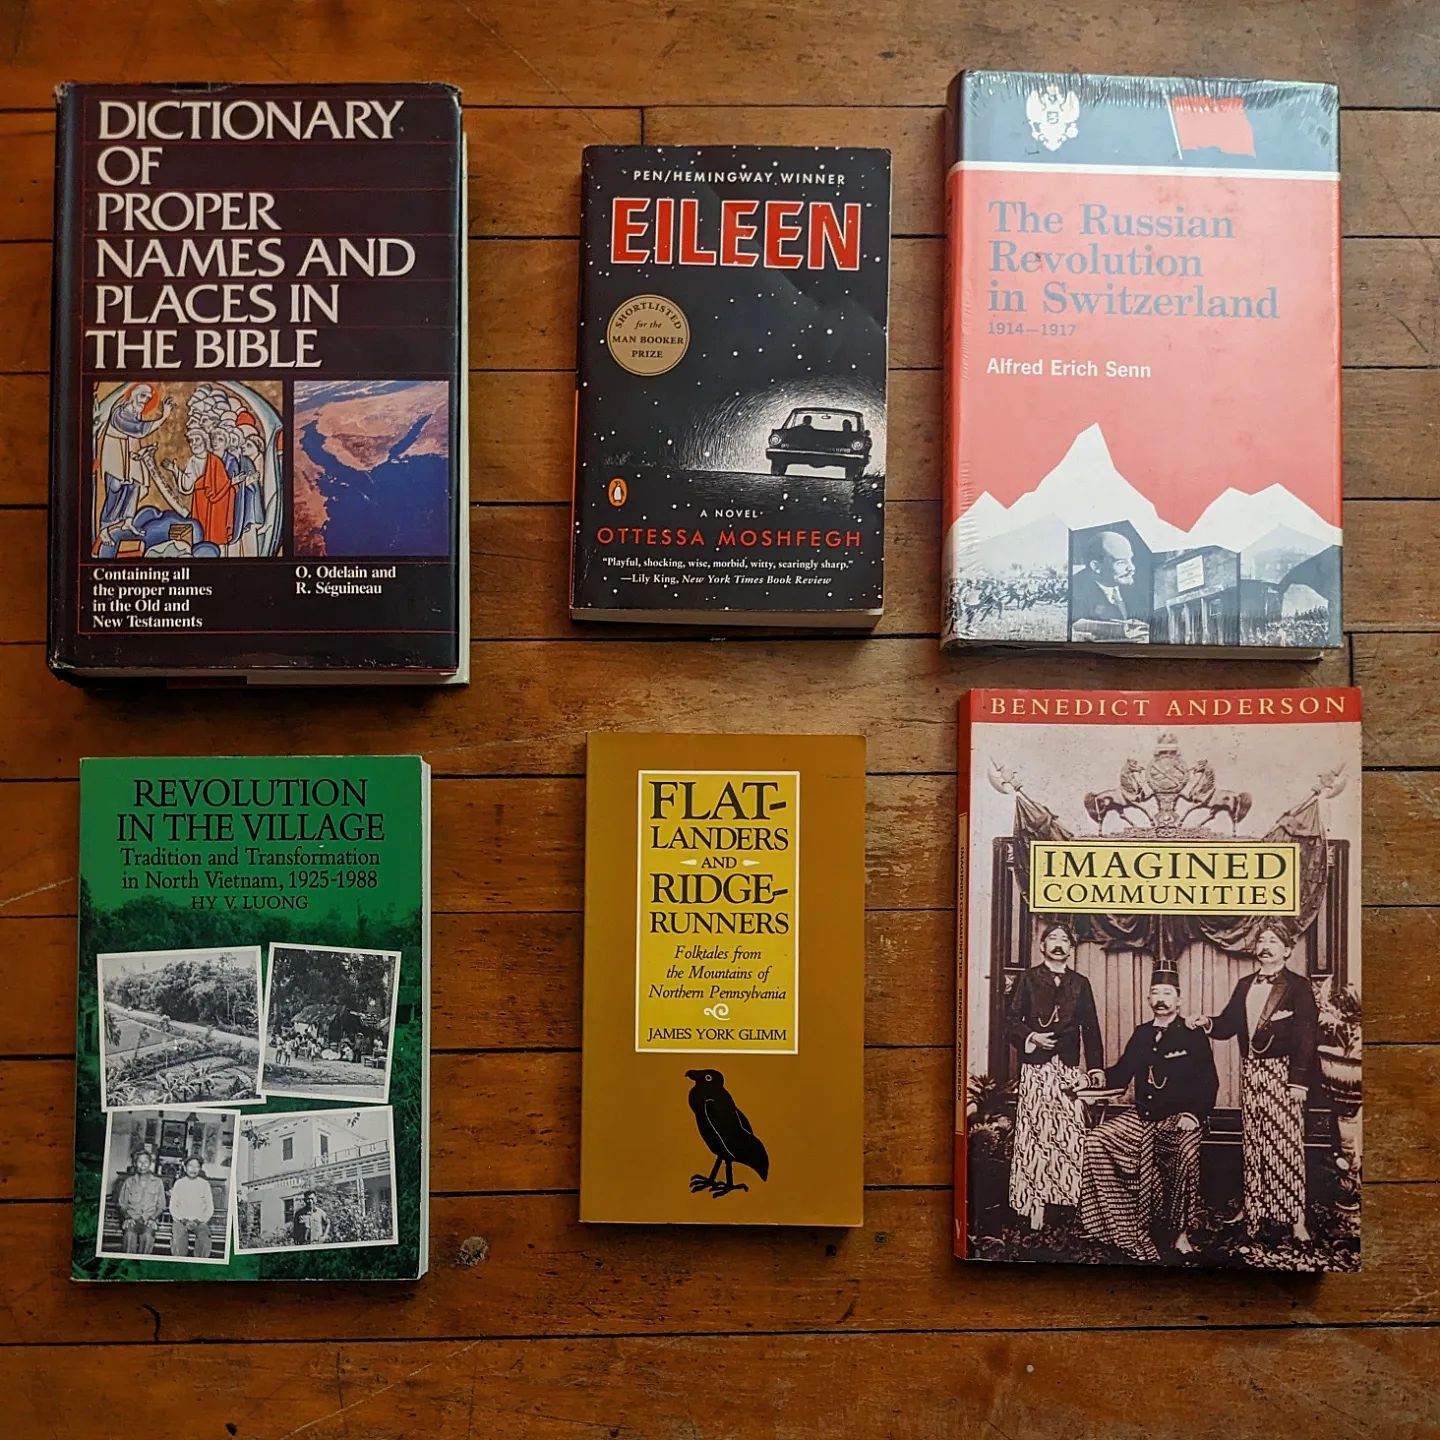 DICTIONARY
OF
PROPER
NAMES AND
PLACES IN
THE BIBLE
Containing all
the proper names
in the Old and
New Testaments
O. Odelain and
R. Séguineau
PEN/HEMINGWAY WINNER
EILEEN
SHORTLISTED
for the
MAN BOOKER
PRIZE
A NOVEL
OTTESSA MOSHFEGH
"Playful, shocking, wise, morbid, witty, searingly sharp."
—Lily King, New York Times Book Review
The Russian
Revolution
in Switzerland
1914–1917
Alfred Erich Senn
REVOLUTION
IN THE VILLAGE
Tradition and Transformation
in North Vietnam, 1925-1988
HY V. LUONG
FLAT-
LANDERS
AND
RIDGE-
RUNNERS
Folktales from
the Mountains of
Northern Pennsylvania
JAMES YORK GLIMM
BENEDICT ANDERSON
IMAGINED
COMMUNITIES
IMAGINED COMMUNITIES BENEDICT ANDERSON